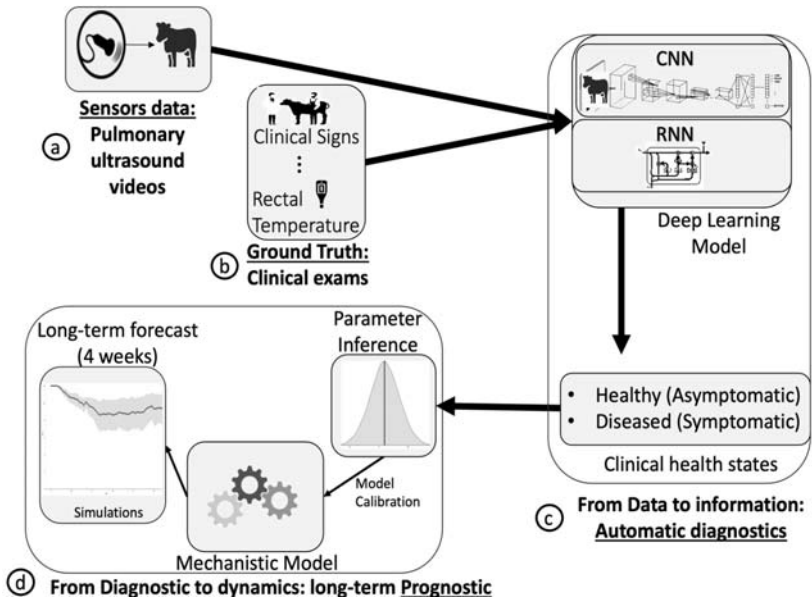 Sensors data:
Pulmonary
ultrasound
videos
a
Clinical Signs
⋮
Rectal
Temperature
Ground Truth:
b
Clinical exams
CNN
RNN
Deep Learning
Model
• Healthy (Asymptomatic)
• Diseased (Symptomatic)
Clinical health states
c
From Data to information:
Automatic diagnostics
Long-term forecast
(4 weeks)
Simulations
Parameter
Inference
Model
Calibration
Mechanistic Model
d From Diagnostic to dynamics: long-term Prognostic